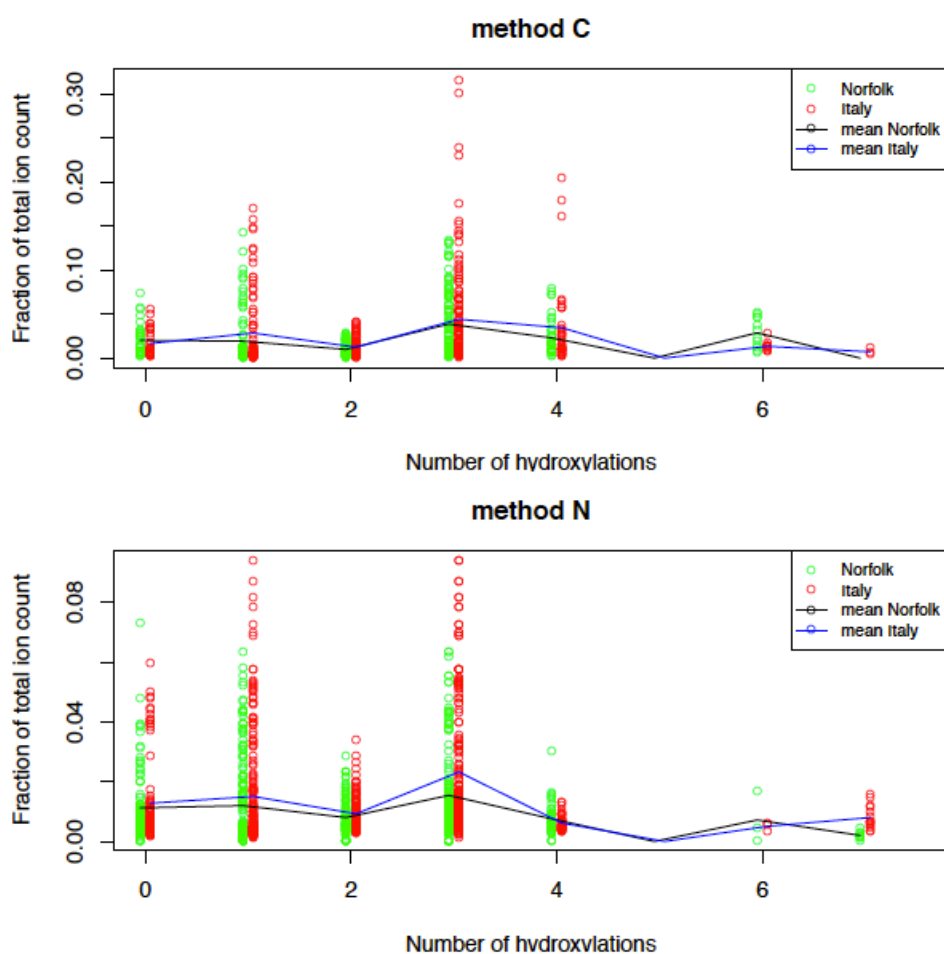 method C
Fraction of total ion count
0.00
0.10
0.20
0.30
Norfolk
Italy
mean Norfolk
mean Italy
0 2 4 6
Number of hydroxylations
method N
Fraction of total ion count
0.00
0.04
0.08
Norfolk
Italy
mean Norfolk
mean Italy
0 2 4 6
Number of hydroxylations